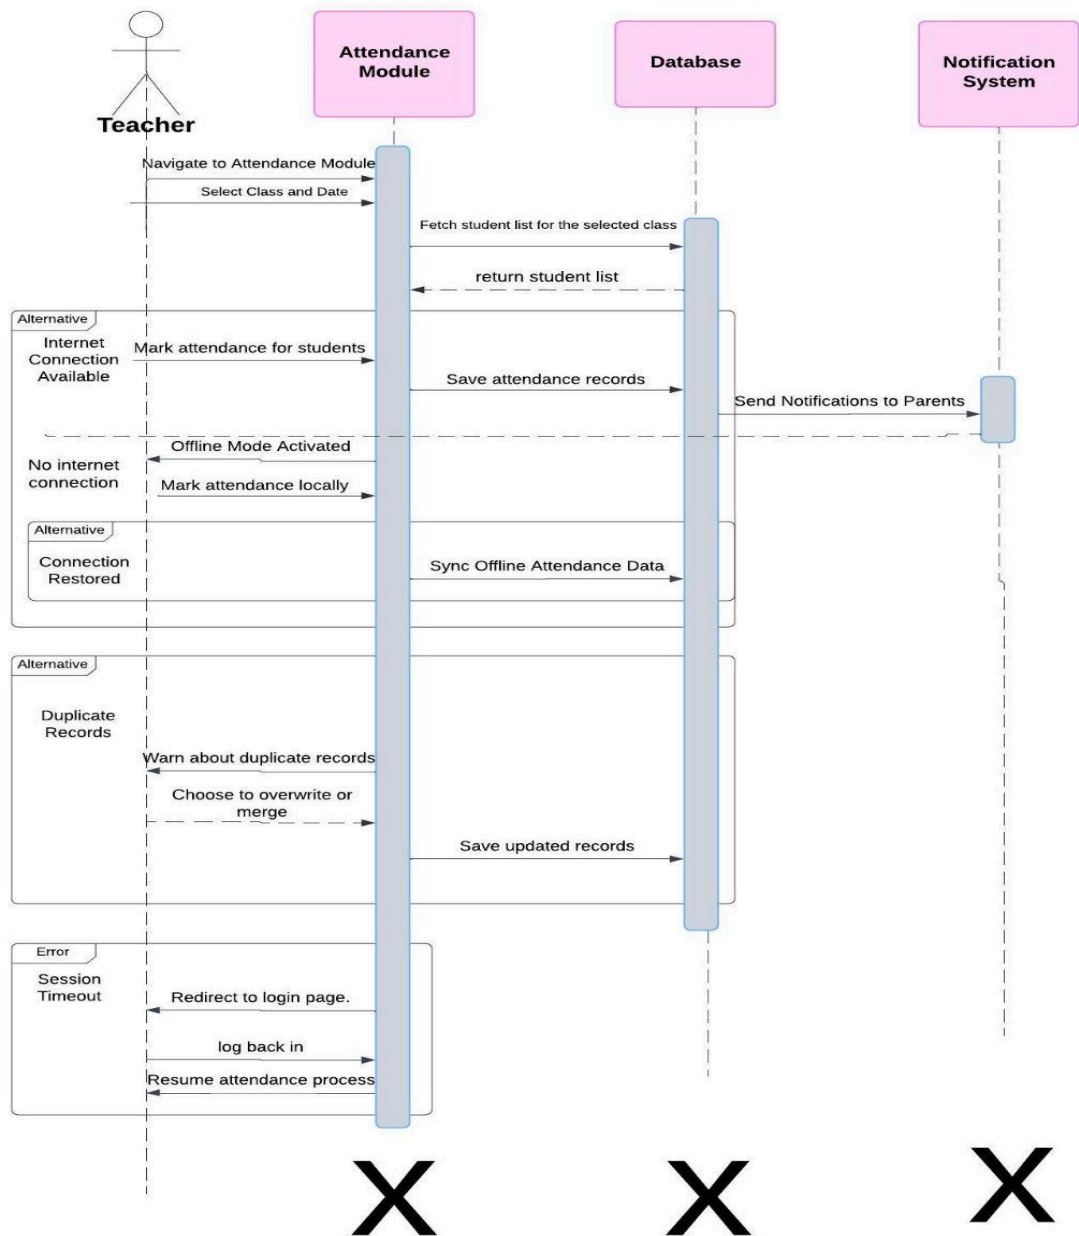 Attendance
Module
Database
Notification
System
Teacher
Navigate to Attendance Module
Select Class and Date
Fetch student list for the selected class
return student list
Alternative
Internet
Connection
Available
Mark attendance for students
Save attendance records
Send Notifications to Parents
Offline Mode Activated
No internet
connection
Mark attendance locally
Alternative
Connection
Restored
Sync Offline Attendance Data
Alternative
Duplicate
Records
Warn about duplicate records
Choose to overwrite or
merge
Save updated records
Error
Session
Timeout
Redirect to login page.
log back in
Resume attendance process